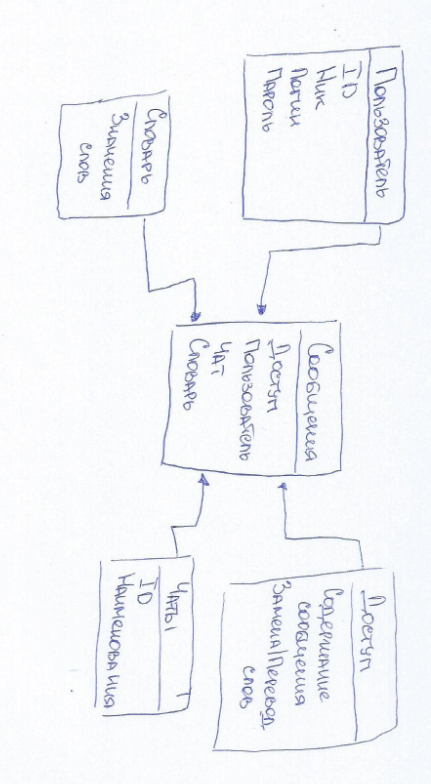 Пользователь
ID
Ник
Логин
Пароль
Словарь
Значения
слов
Сообщения
Доступ
Пользователь
Чат
Словарь
Доступ
Содержание
сообщения
Замена/Перевод
слов
Чаты
ID
Наименования